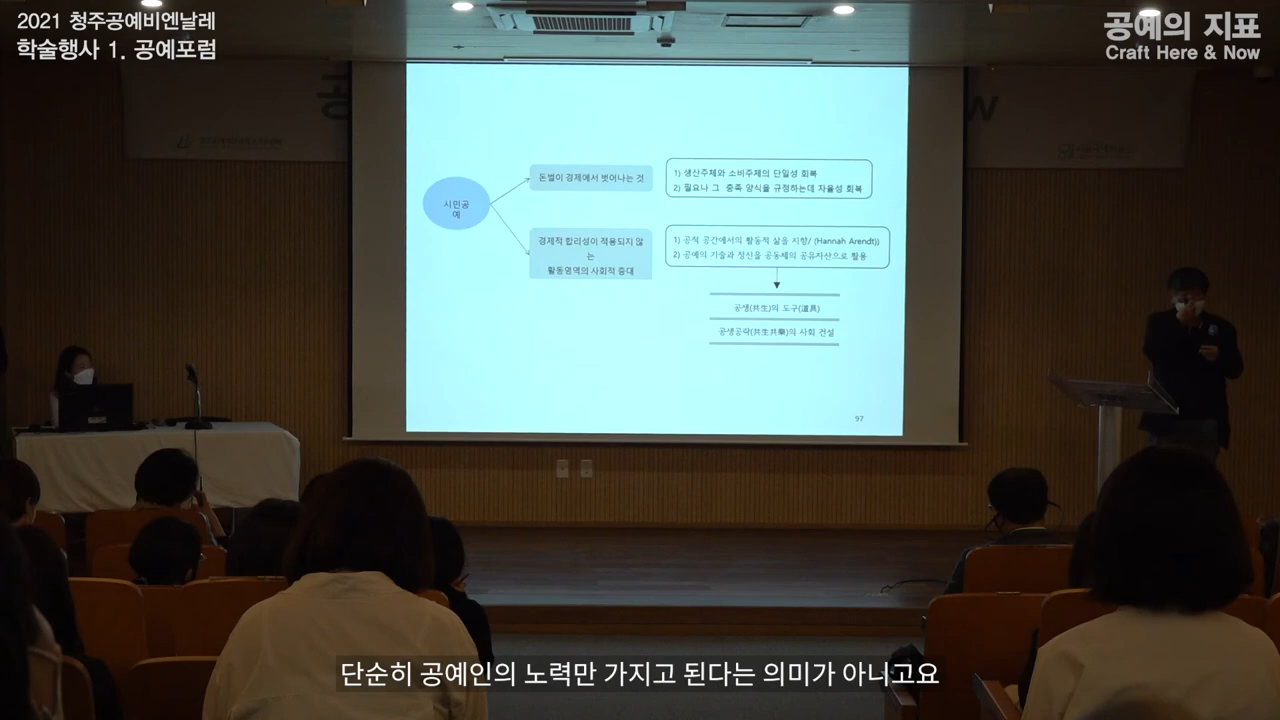 2021 청주공예비엔날레
학술행사 1. 공예포럼
공예의 지표
Craft Here & Now
시민공
예
돈벌이 경제에서 벗어나는 것
1) 생산주체와 소비주체의 단일성 회복
2) 필요나 그 충족 양식을 규정하는데 자율성 회복
경제적 합리성이 적용되지 않
는
활동영역의 사회적 증대
1) 공적 공간에서의 활동적 삶을 지향/ (Hannah Arendt))
2) 공예의 기술과 정신을 공동체의 공유자산으로 활용
공생(共生)의 도구(道具)
공생공락(共生共樂)의 사회 건설
97
단순히 공예인의 노력만 가지고 된다는 의미가 아니고요